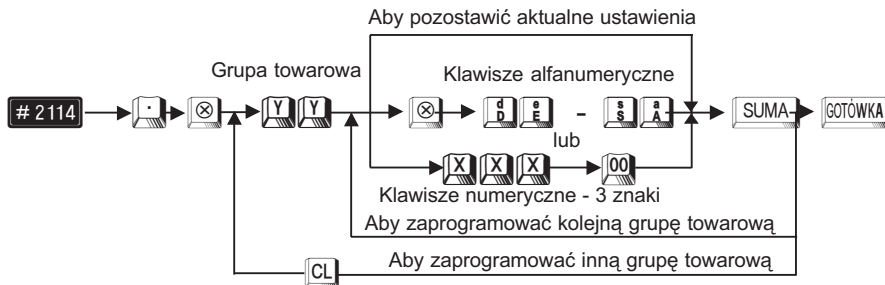 Aby pozostawić aktualne ustawienia
Grupa towarowa
Klawisze alfanumeryczne
# 2114 · ⊗ Y Y ⊗ d D e E - s S a A SUMA GOTÓWKA
lub
X X X 00
Klawisze numeryczne - 3 znaki
Aby zaprogramować kolejną grupę towarową
CL Aby zaprogramować inną grupę towarową